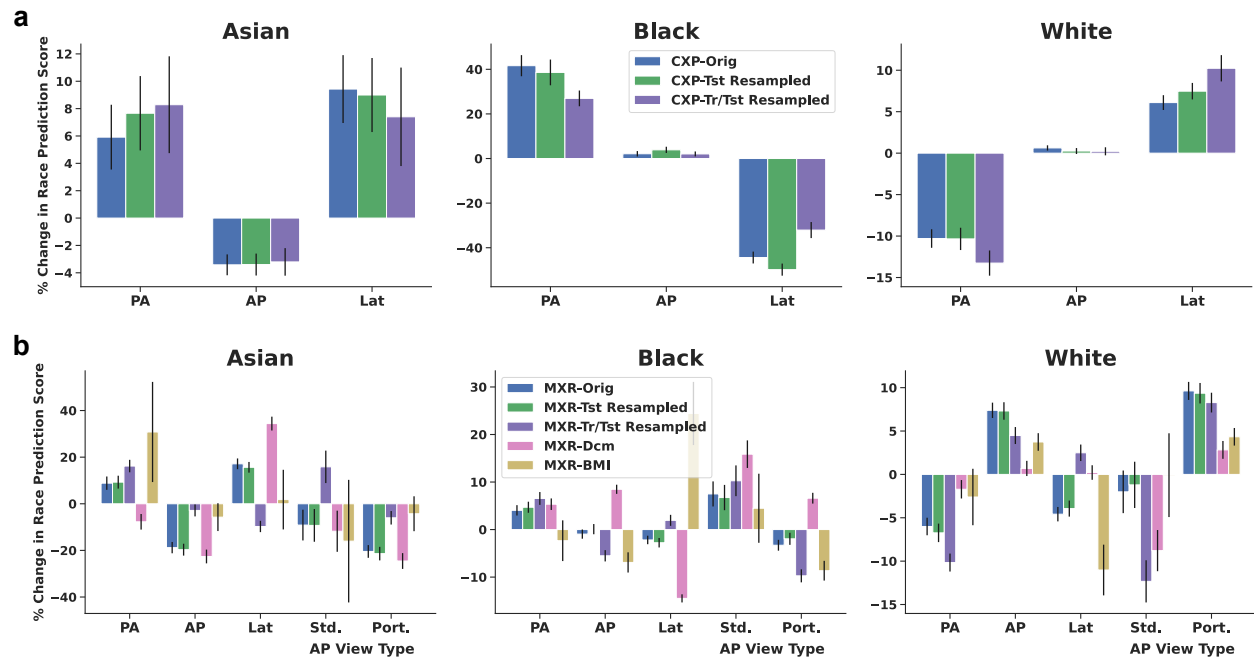 a
Asian
Black
White
% Change in Race Prediction Score
12
10
8
6
4
2
0
−2
−4
PA
AP
Lat
40
20
0
−20
−40
CXP-Orig
CXP-Tst Resampled
CXP-Tr/Tst Resampled
PA
AP
Lat
10
5
0
−5
−10
−15
PA
AP
Lat
b
Asian
Black
White
% Change in Race Prediction Score
40
20
0
−20
−40
PA
AP
Lat
Std.
Port.
AP View Type
30
20
10
0
−10
MXR-Orig
MXR-Tst Resampled
MXR-Tr/Tst Resampled
MXR-Dcm
MXR-BMI
PA
AP
Lat
Std.
Port.
AP View Type
10
5
0
−5
−10
−15
PA
AP
Lat
Std.
Port.
AP View Type